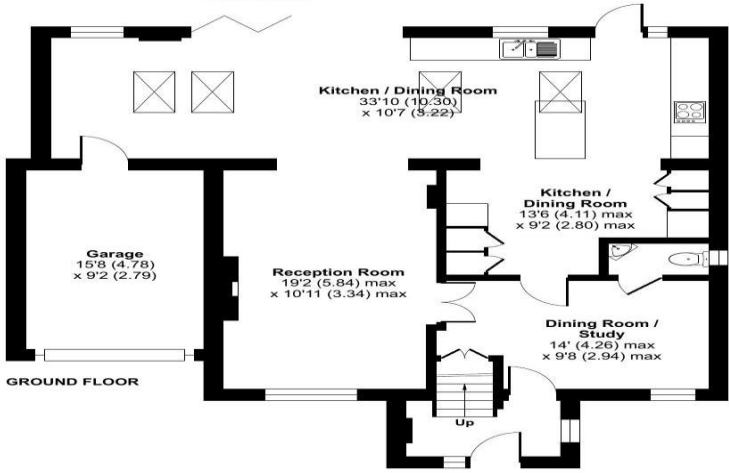 Kitchen / Dining Room
33'10 (10.30)
x 10'7 (3.22)
Kitchen /
Dining Room
13'6 (4.11) max
x 9'2 (2.80) max
Garage
15'8 (4.78)
x 9'2 (2.79)
Reception Room
19'2 (5.84) max
x 10'11 (3.34) max
Dining Room /
Study
14' (4.26) max
x 9'8 (2.94) max
GROUND FLOOR
Up